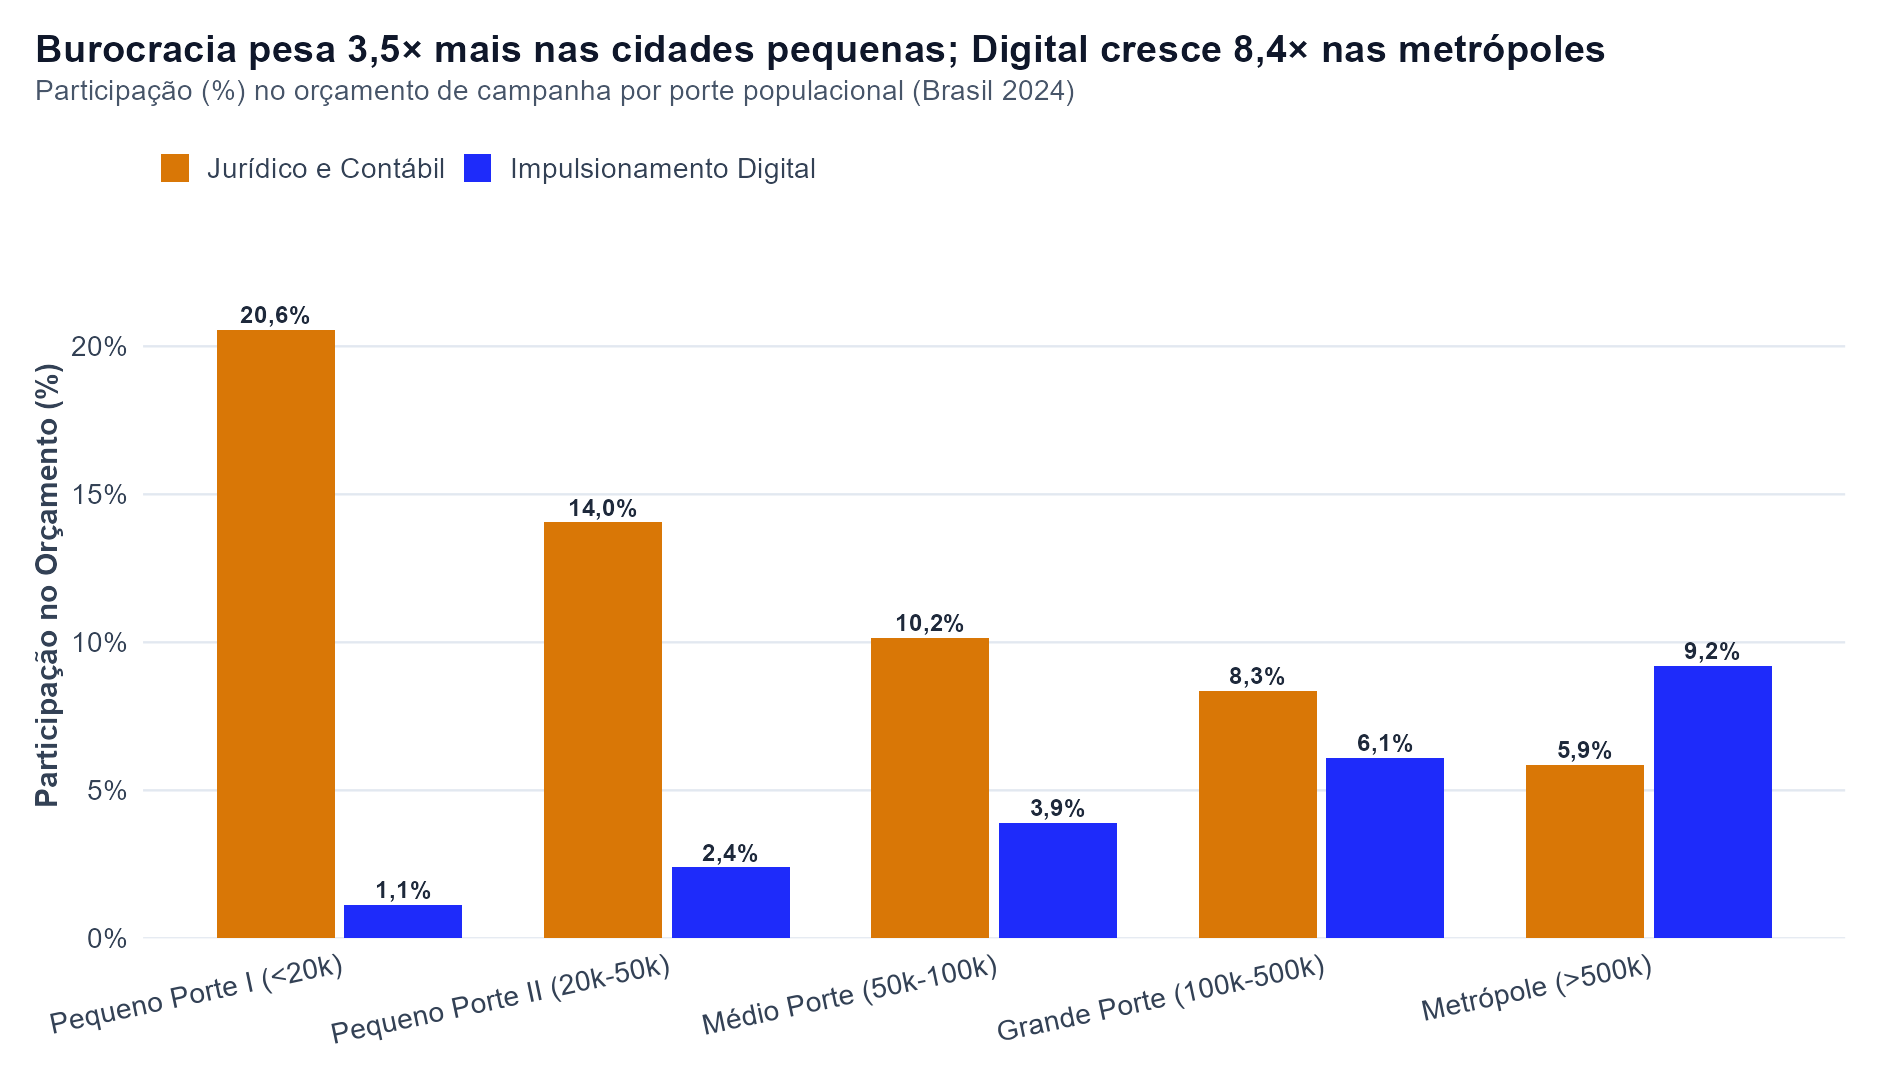 Burocracia pesa 3,5× mais nas cidades pequenas; Digital cresce 8,4× nas metrópoles
Participação (%) no orçamento de campanha por porte populacional (Brasil 2024)
Jurídico e Contábil
Impulsionamento Digital
Participação no Orçamento (%)
20%
15%
10%
5%
0%
20,6%
1,1%
14,0%
2,4%
10,2%
3,9%
8,3%
6,1%
5,9%
9,2%
Pequeno Porte I (<20k)
Pequeno Porte II (20k-50k)
Médio Porte (50k-100k)
Grande Porte (100k-500k)
Metrópole (>500k)